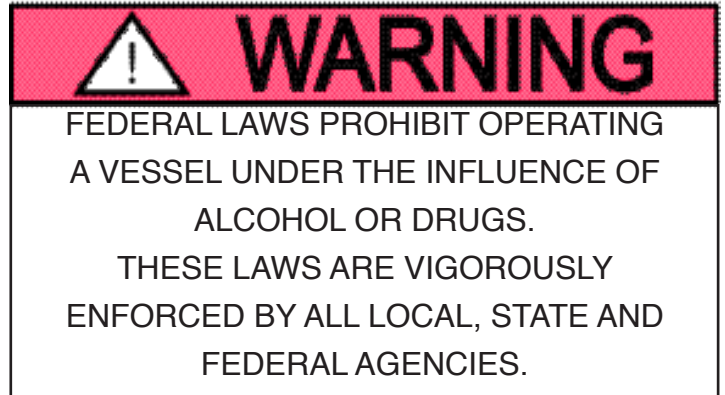 WARNING
FEDERAL LAWS PROHIBIT OPERATING
A VESSEL UNDER THE INFLUENCE OF
ALCOHOL OR DRUGS.
THESE LAWS ARE VIGOROUSLY
ENFORCED BY ALL LOCAL, STATE AND
FEDERAL AGENCIES.